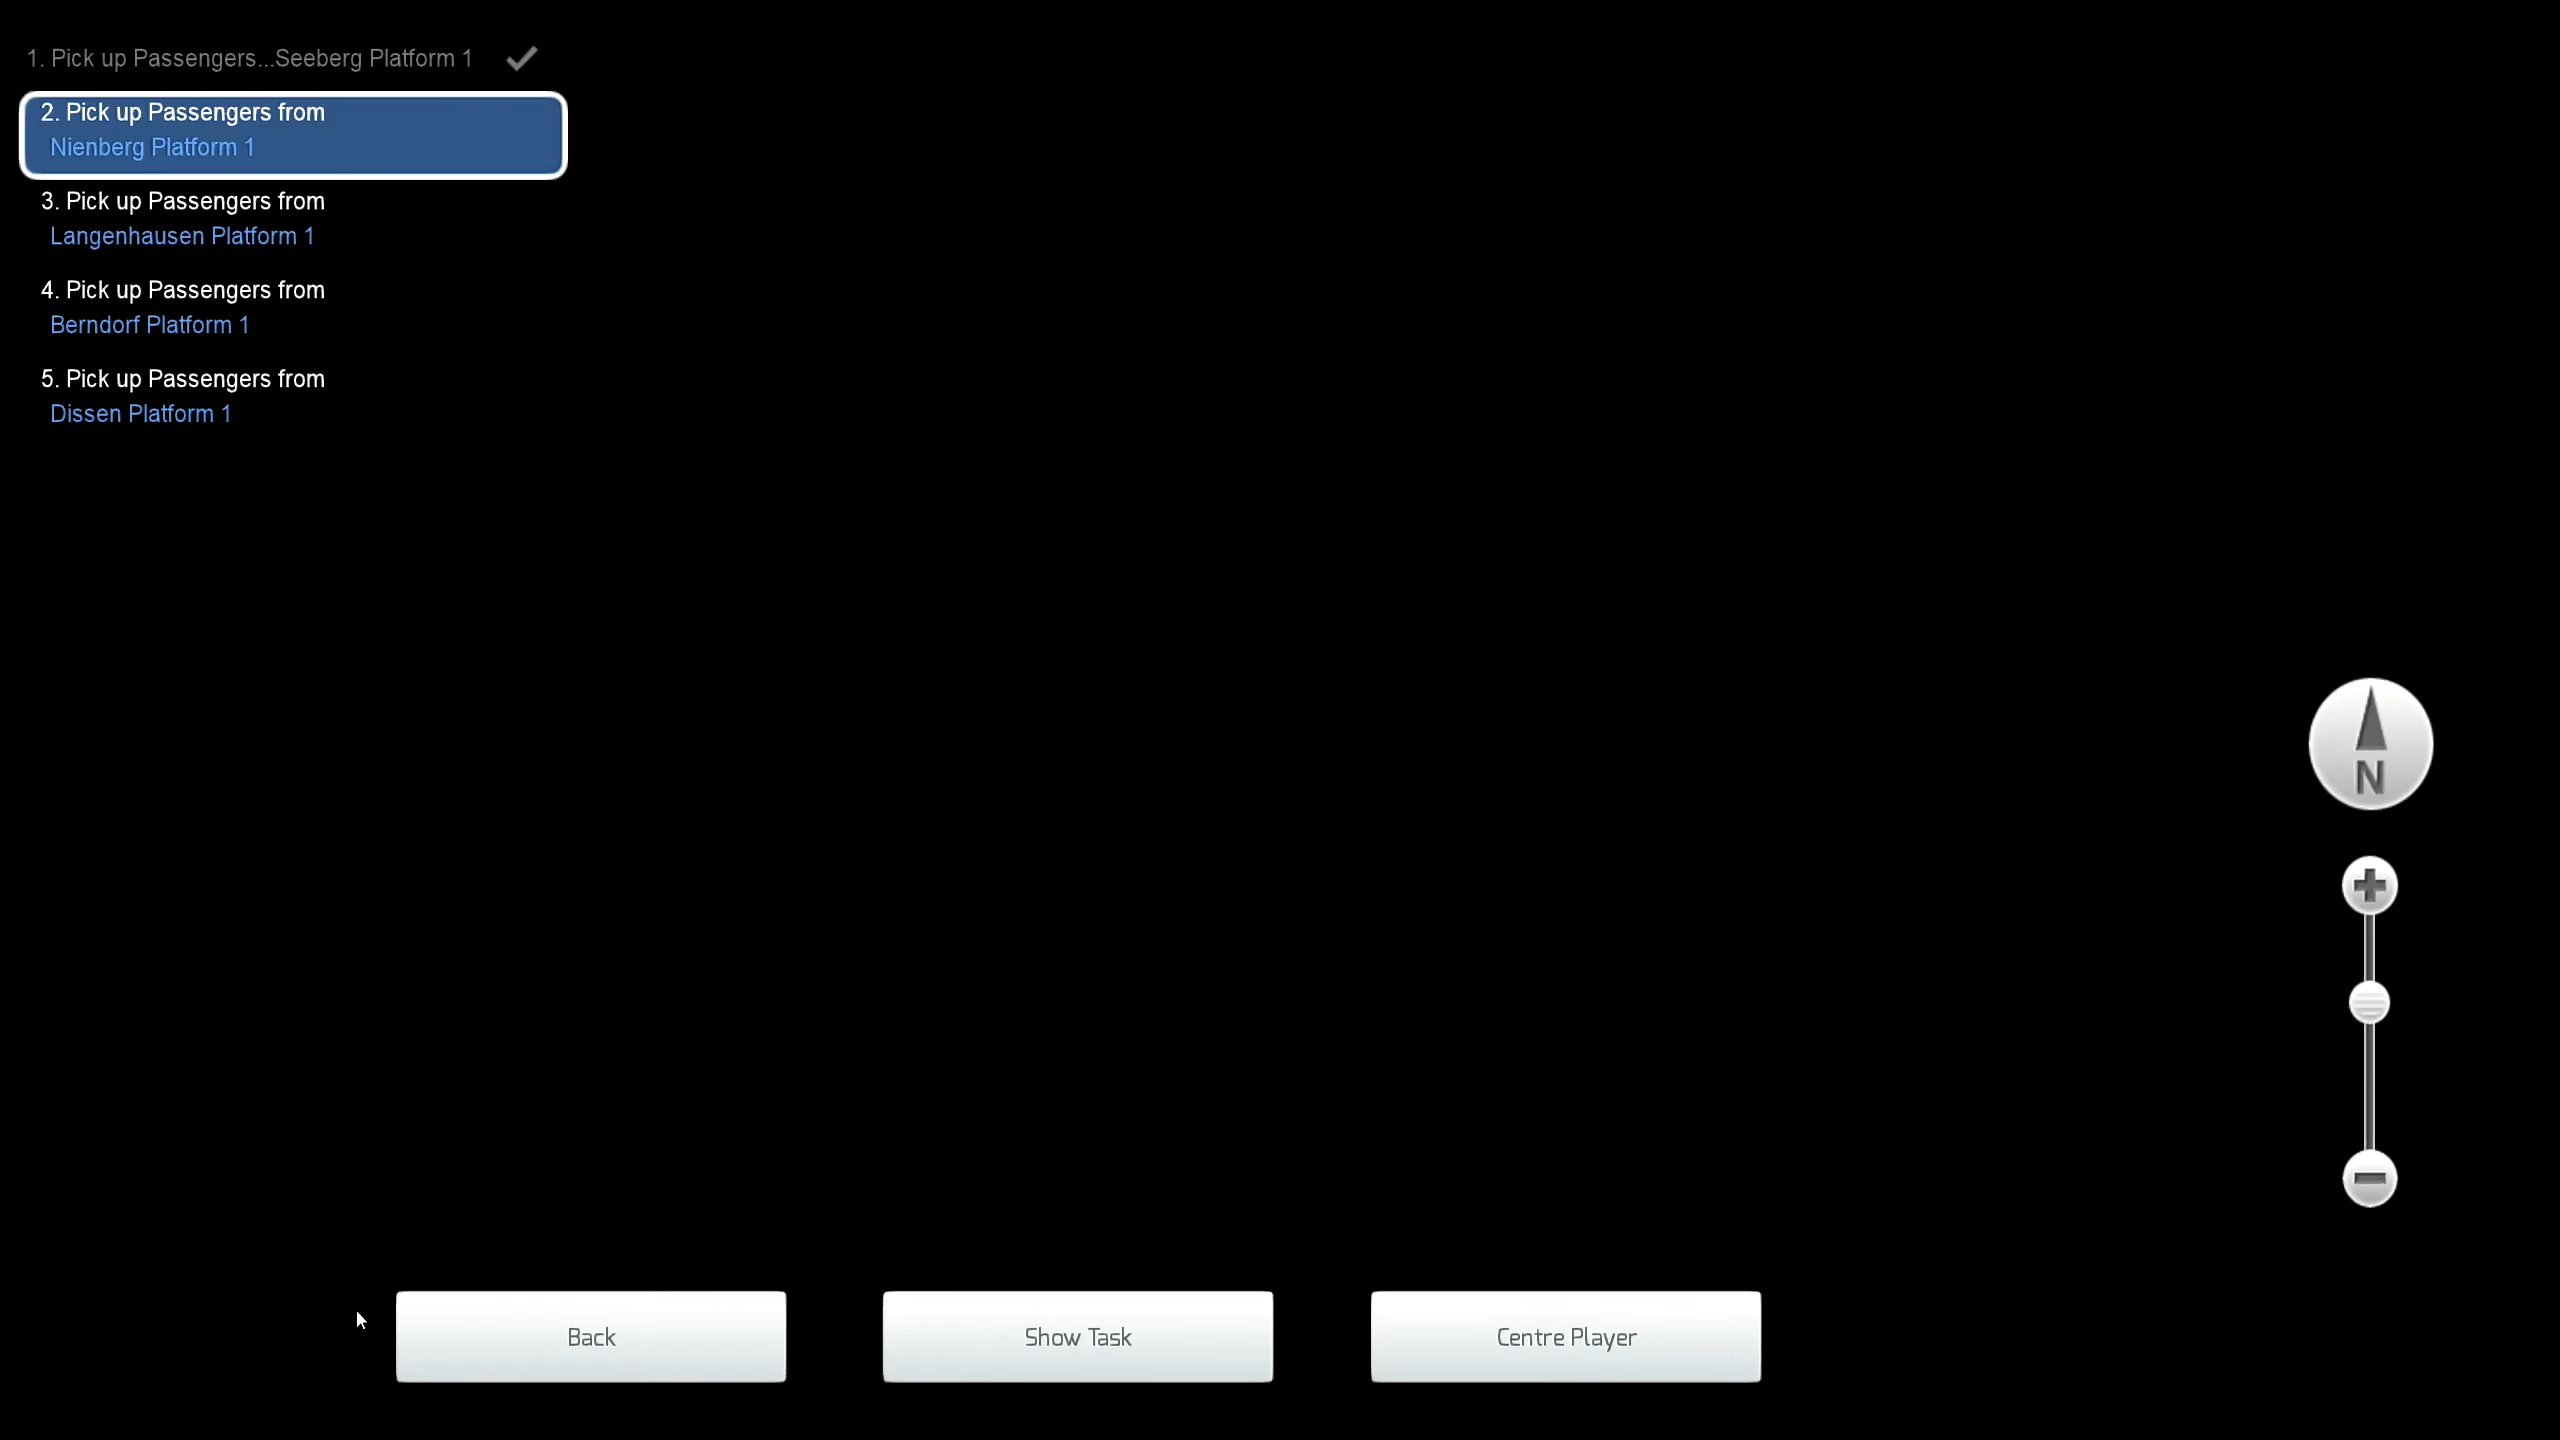 1. Pick up Passengers...Seeberg Platform 1
2. Pick up Passengers from
Nienberg Platform 1
3. Pick up Passengers from
Langenhausen Platform 1
4. Pick up Passengers from
Berndorf Platform 1
5. Pick up Passengers from
Dissen Platform 1
N
Back
Show Task
Centre Player